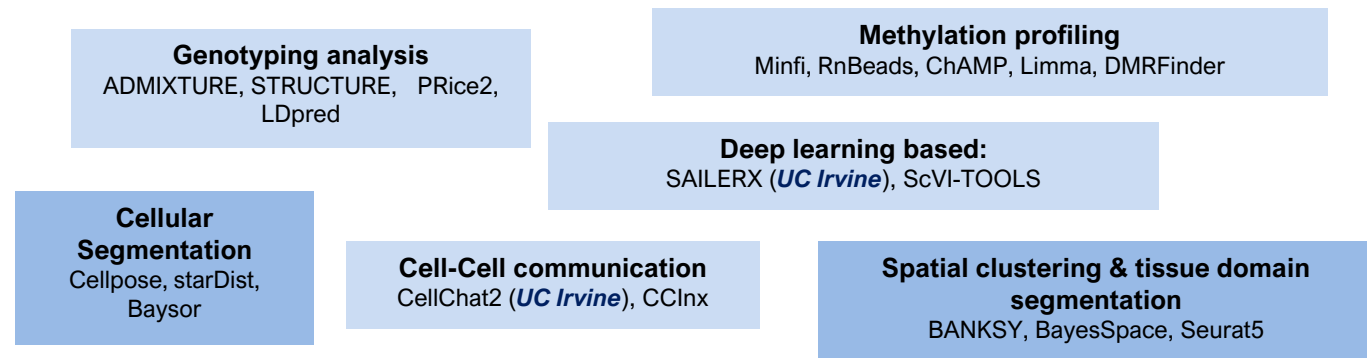 Genotyping analysis
ADMIXTURE, STRUCTURE, PRice2,
LDpred
Methylation profiling
Minfi, RnBeads, ChAMP, Limma, DMRFinder
Deep learning based:
SAILERX (UC Irvine), ScVI-TOOLS
Cellular
Segmentation
Cellpose, starDist,
Baysor
Cell-Cell communication
CellChat2 (UC Irvine), CCInx
Spatial clustering & tissue domain
segmentation
BANKSY, BayesSpace, Seurat5